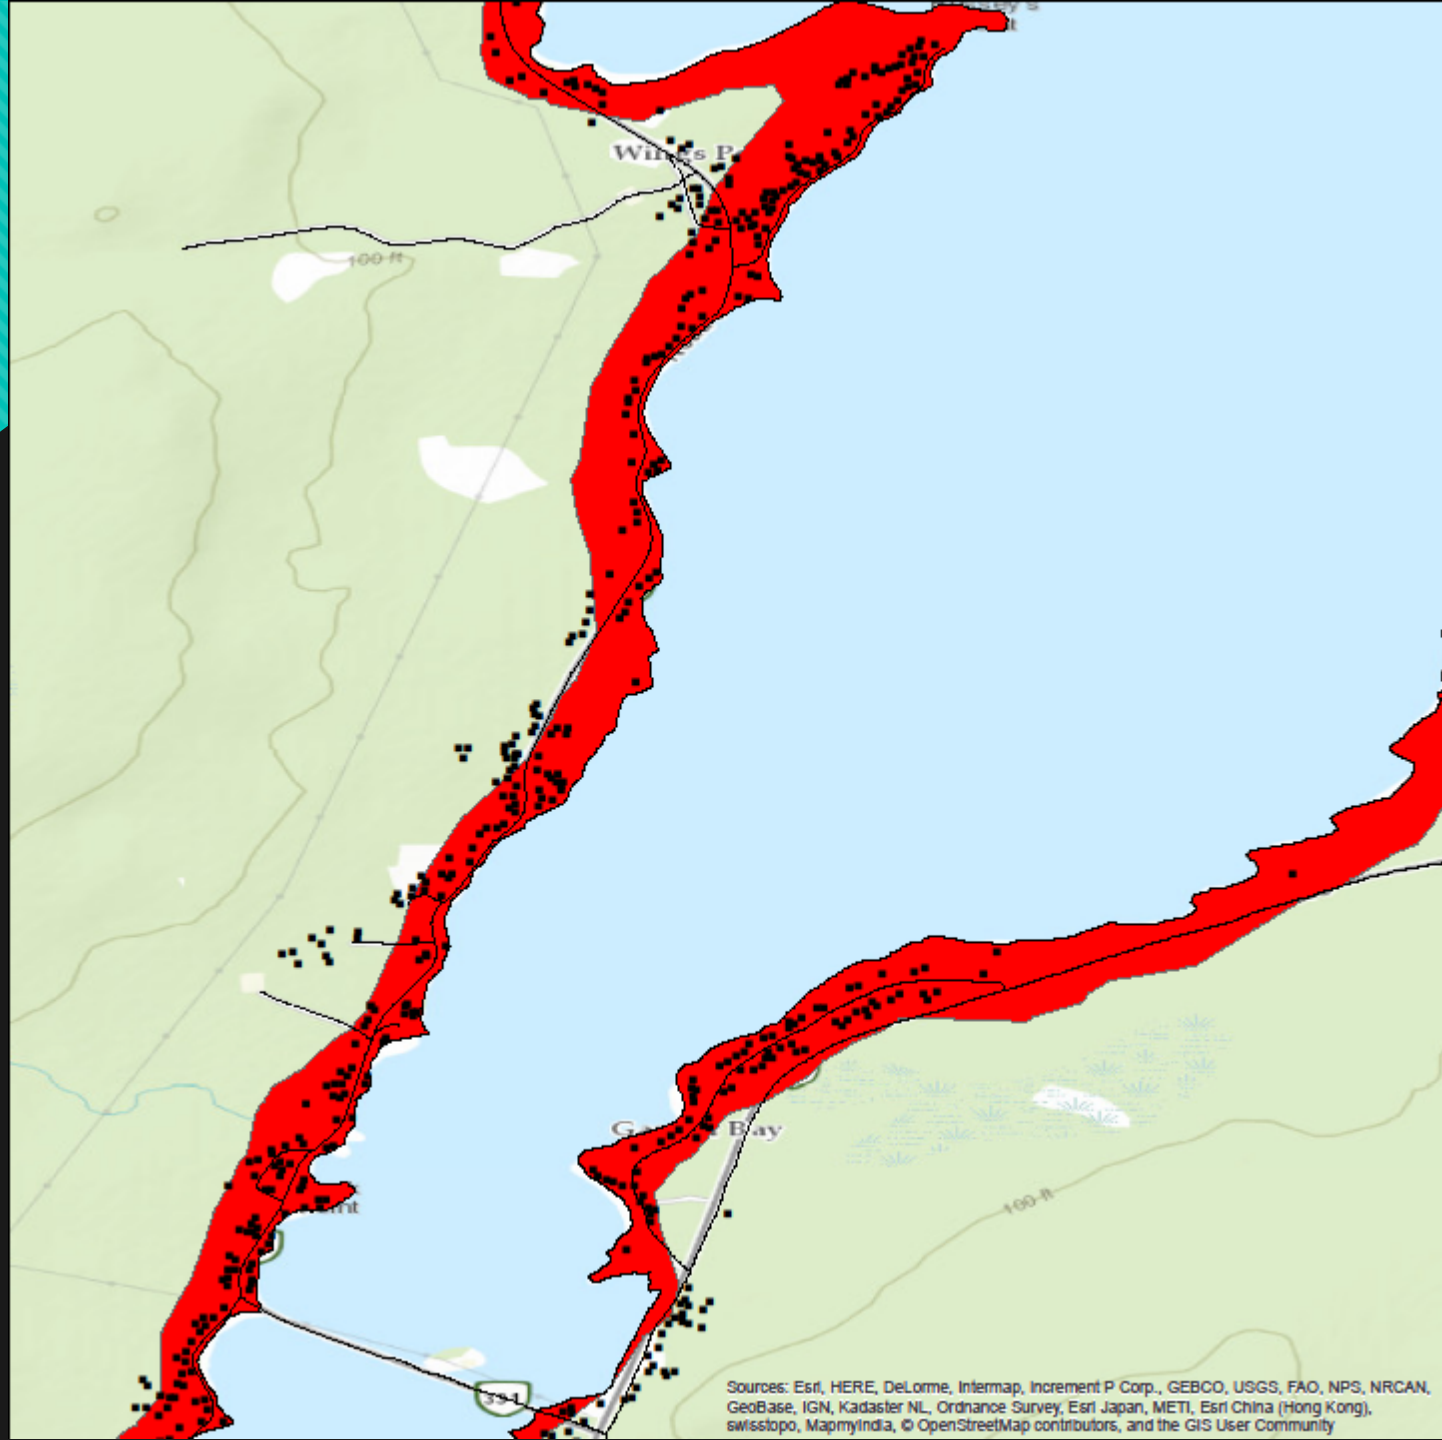 Wings P
100 ft
Bay
100 ft
391
Sources: Esri, HERE, DeLorme, Intermap, increment P Corp., GEBCO, USGS, FAO, NPS, NRCAN,
GeoBase, IGN, Kadaster NL, Ordnance Survey, Esri Japan, METI, Esri China (Hong Kong),
swisstopo, MapmyIndia, © OpenStreetMap contributors, and the GIS User Community